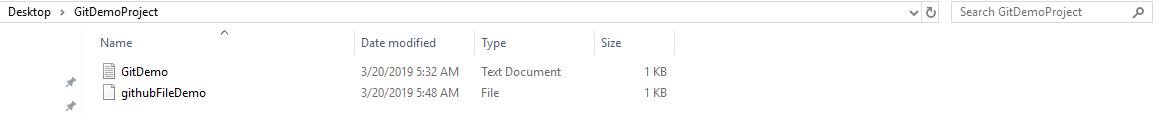 Desktop > GitDemoProject Search GitDemoProject
Name Date modified Type Size
GitDemo 3/20/2019 5:32 AM Text Document 1 KB
githubFileDemo 3/20/2019 5:48 AM File 1 KB